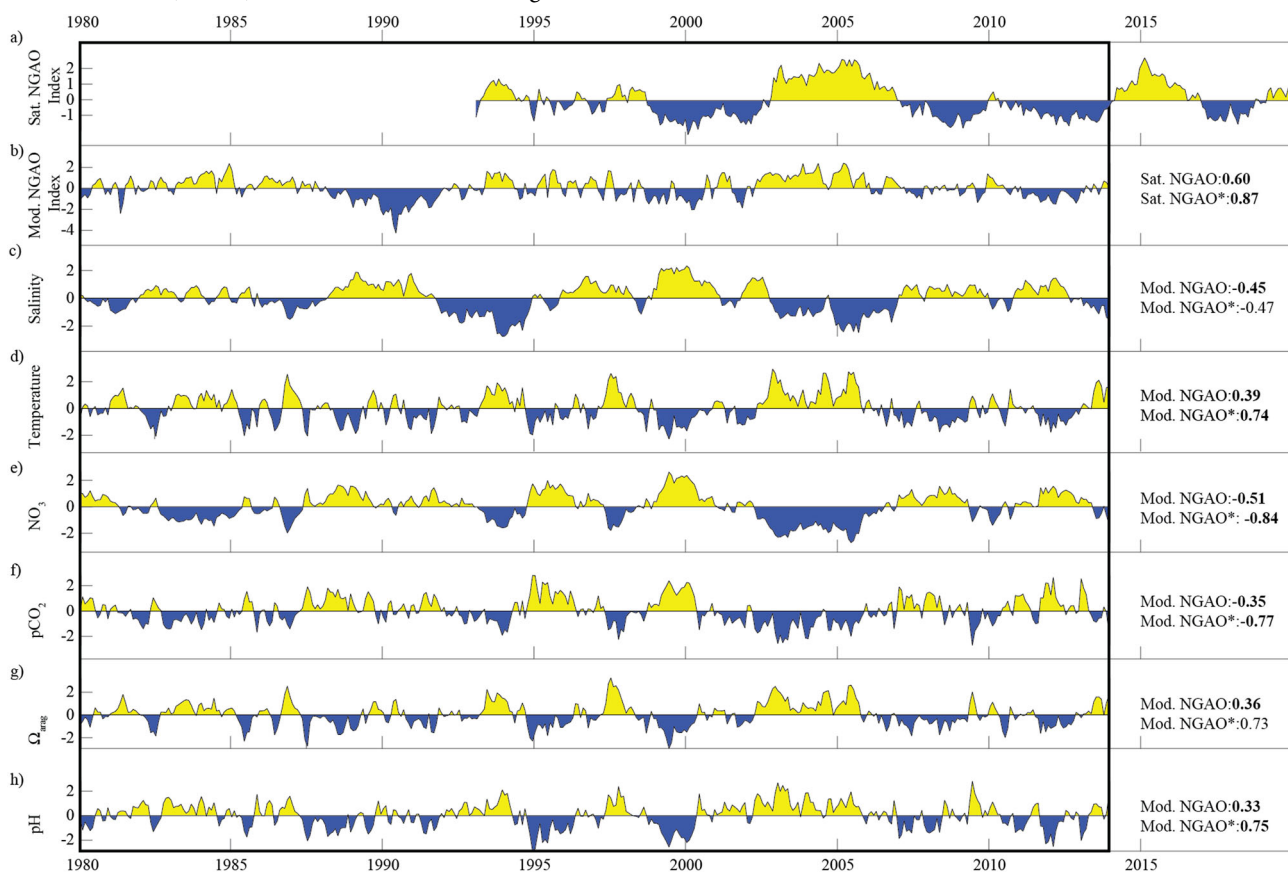 1980 1985 1990 1995 2000 2005 2010 2015
a)
Sat. NGAO
Index
2
1
0
-1
b)
Mod. NGAO
Index
2
0
-2
-4
Sat. NGAO:0.60
Sat. NGAO*:0.87
c)
Salinity
2
0
-2
Mod. NGAO:-0.45
Mod. NGAO*:-0.47
d)
Temperature
2
0
-2
Mod. NGAO:0.39
Mod. NGAO*:0.74
e)
NO3
2
0
-2
Mod. NGAO:-0.51
Mod. NGAO*: -0.84
f)
pCO2
2
0
-2
Mod. NGAO:-0.35
Mod. NGAO*:-0.77
g)
Ωarag
2
0
-2
Mod. NGAO:0.36
Mod. NGAO*:0.73
h)
pH
2
0
-2
Mod. NGAO:0.33
Mod. NGAO*:0.75
1980 1985 1990 1995 2000 2005 2010 2015